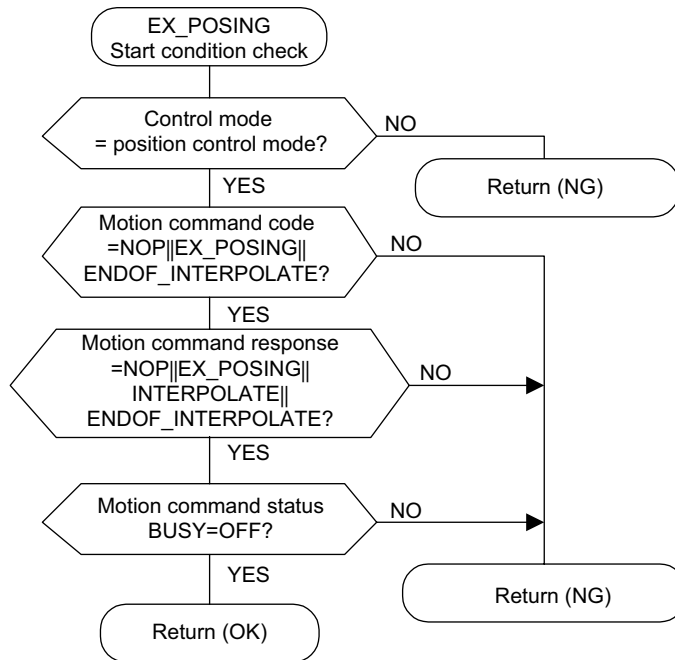 EX_POSING
Start condition check
Control mode
= position control mode?
NO
Return (NG)
YES
Motion command code
=NOP||EX_POSING||
ENDOF_INTERPOLATE?
NO
YES
Motion command response
=NOP||EX_POSING||
INTERPOLATE||
ENDOF_INTERPOLATE?
NO
YES
Motion command status
BUSY=OFF?
NO
YES
Return (NG)
Return (OK)